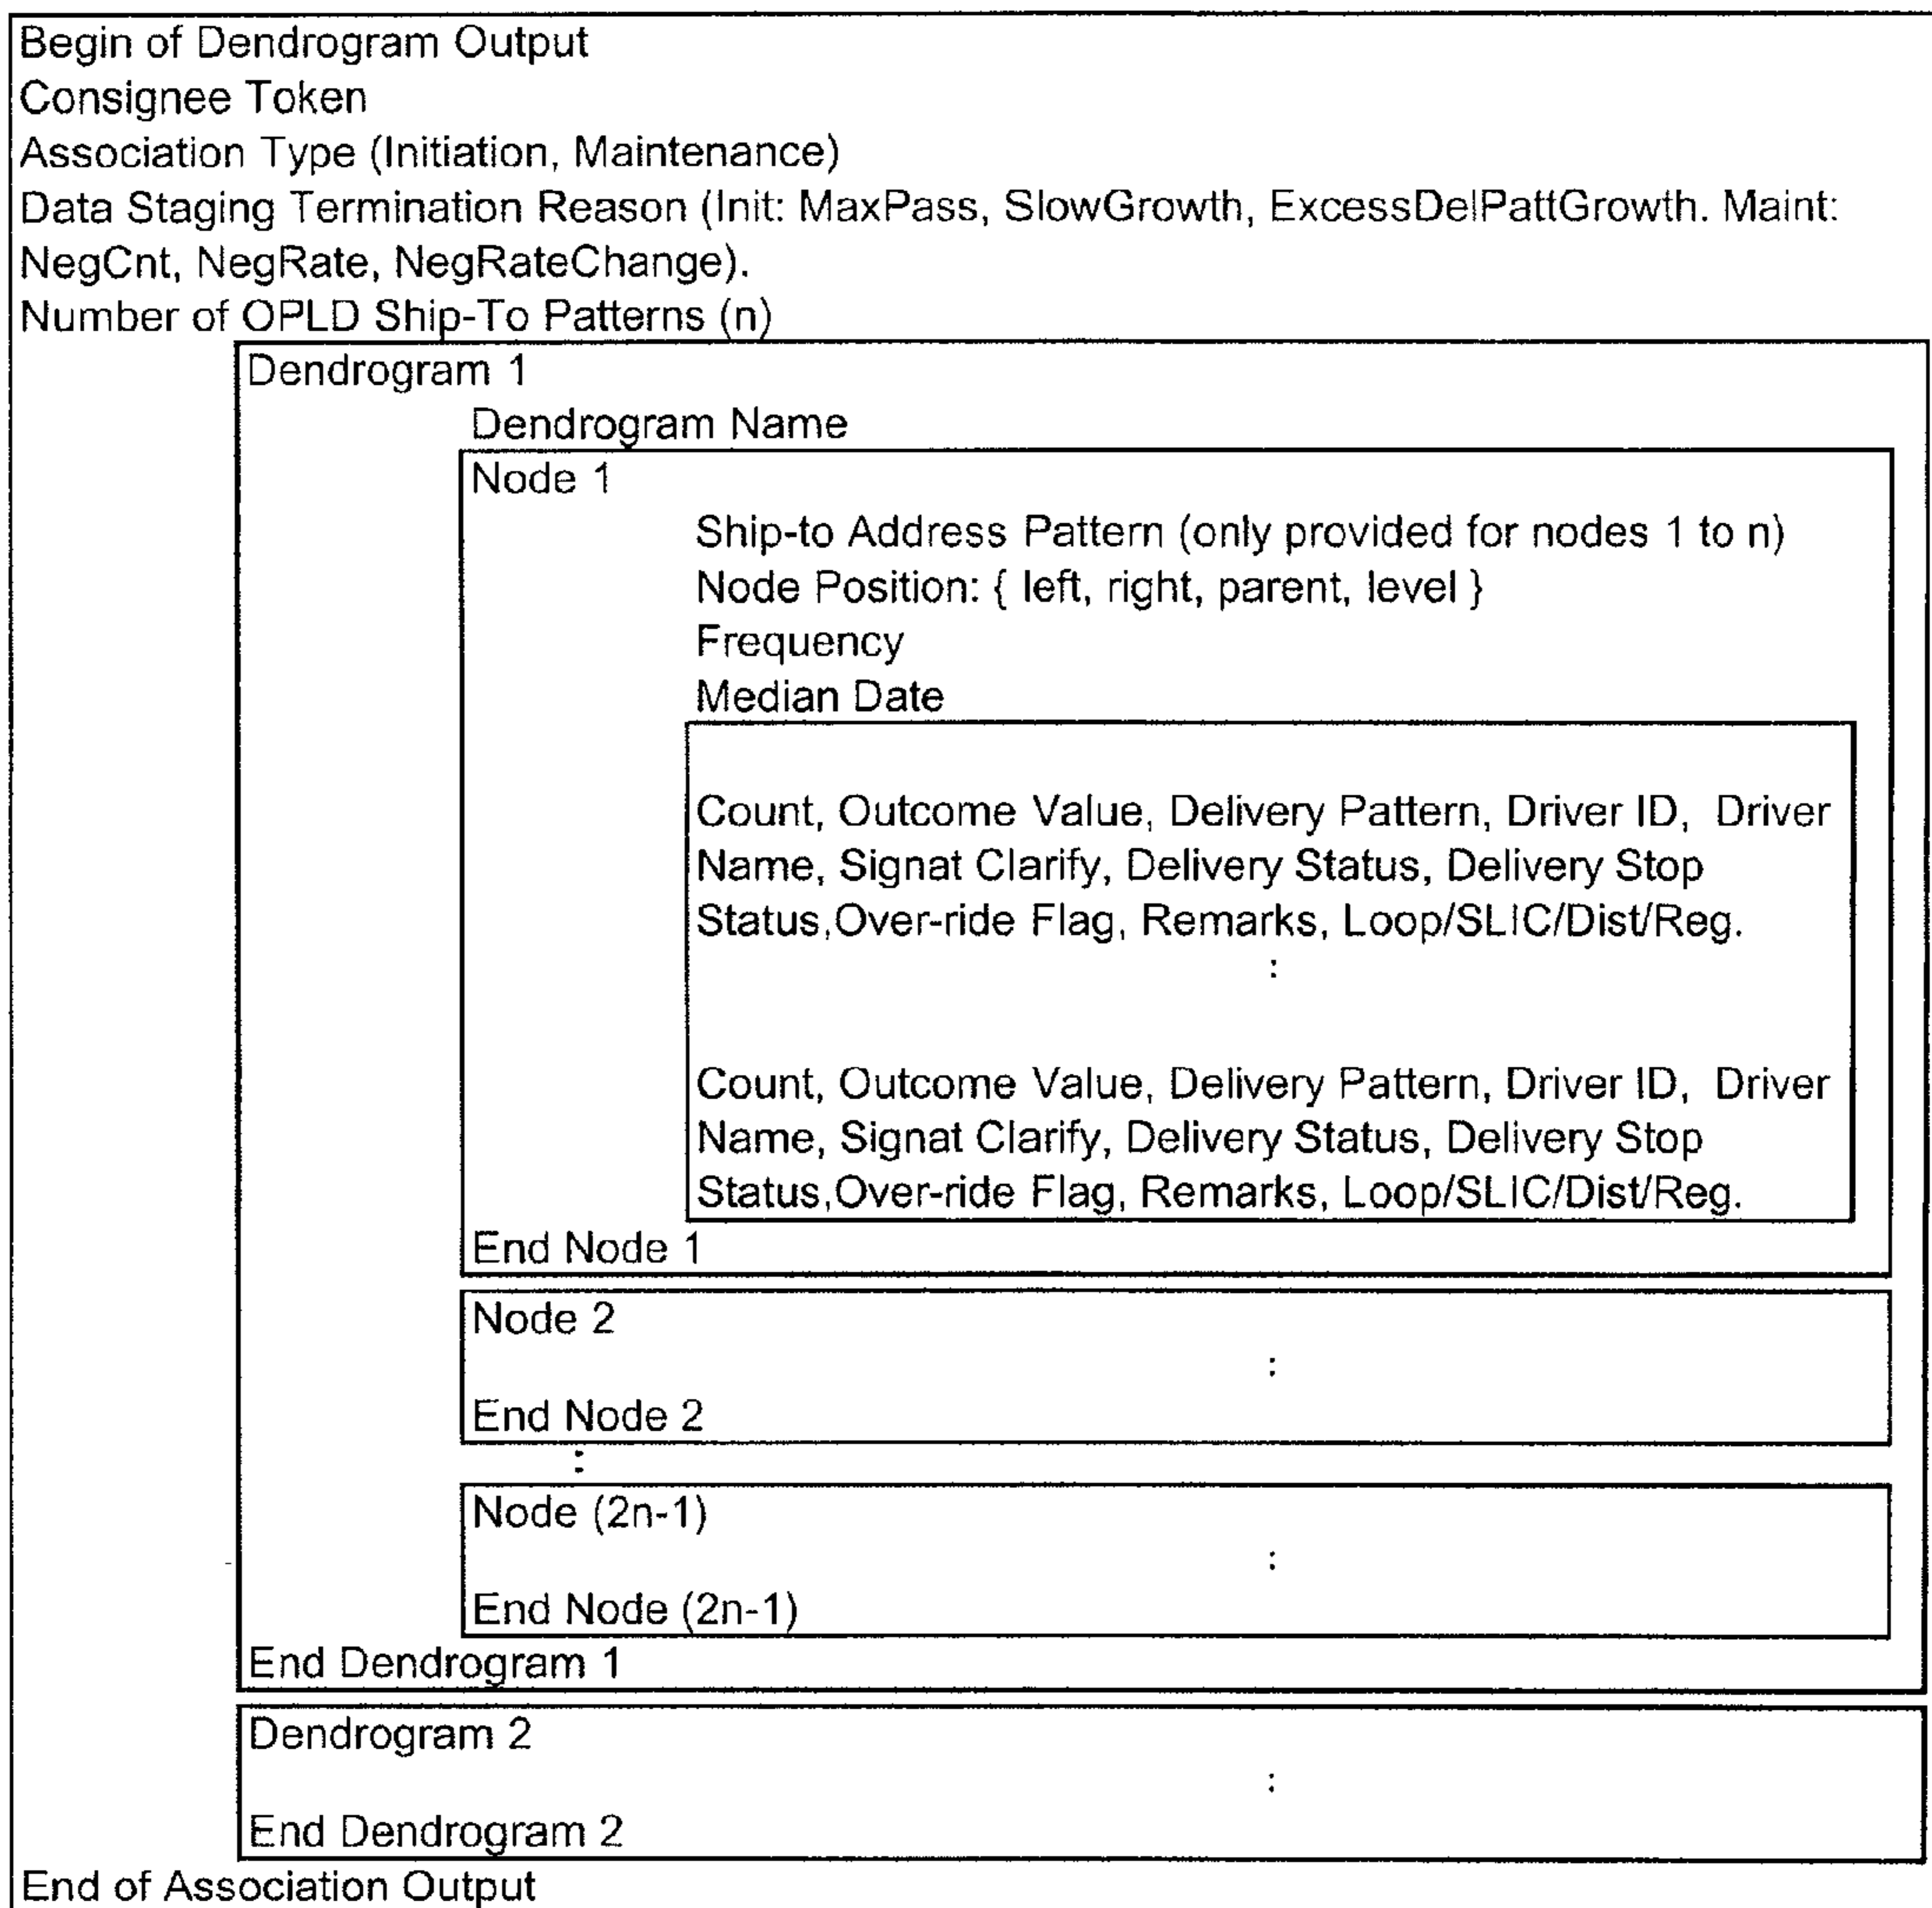 Begin of Dendrogram Output
Consignee Token
Association Type (Initiation, Maintenance)
Data Staging Termination Reason (Init: MaxPass, SlowGrowth, ExcessDelPattGrowth. Maint:
NegCnt, NegRate, NegRateChange).
Number of OPLD Ship-To Patterns (n)
Dendrogram 1
Dendrogram Name
Node 1
Ship-to Address Pattern (only provided for nodes 1 to n)
Node Position: { left, right, parent, level }
Frequency
Median Date
Count, Outcome Value, Delivery Pattern, Driver ID, Driver
Name, Signat Clarify, Delivery Status, Delivery Stop
Status,Over-ride Flag, Remarks, Loop/SLIC/Dist/Reg.
:
Count, Outcome Value, Delivery Pattern, Driver ID, Driver
Name, Signat Clarify, Delivery Status, Delivery Stop
Status,Over-ride Flag, Remarks, Loop/SLIC/Dist/Reg.
End Node 1
Node 2
:
End Node 2
:
Node (2n-1)
:
End Node (2n-1)
End Dendrogram 1
Dendrogram 2
:
End Dendrogram 2
End of Association Output